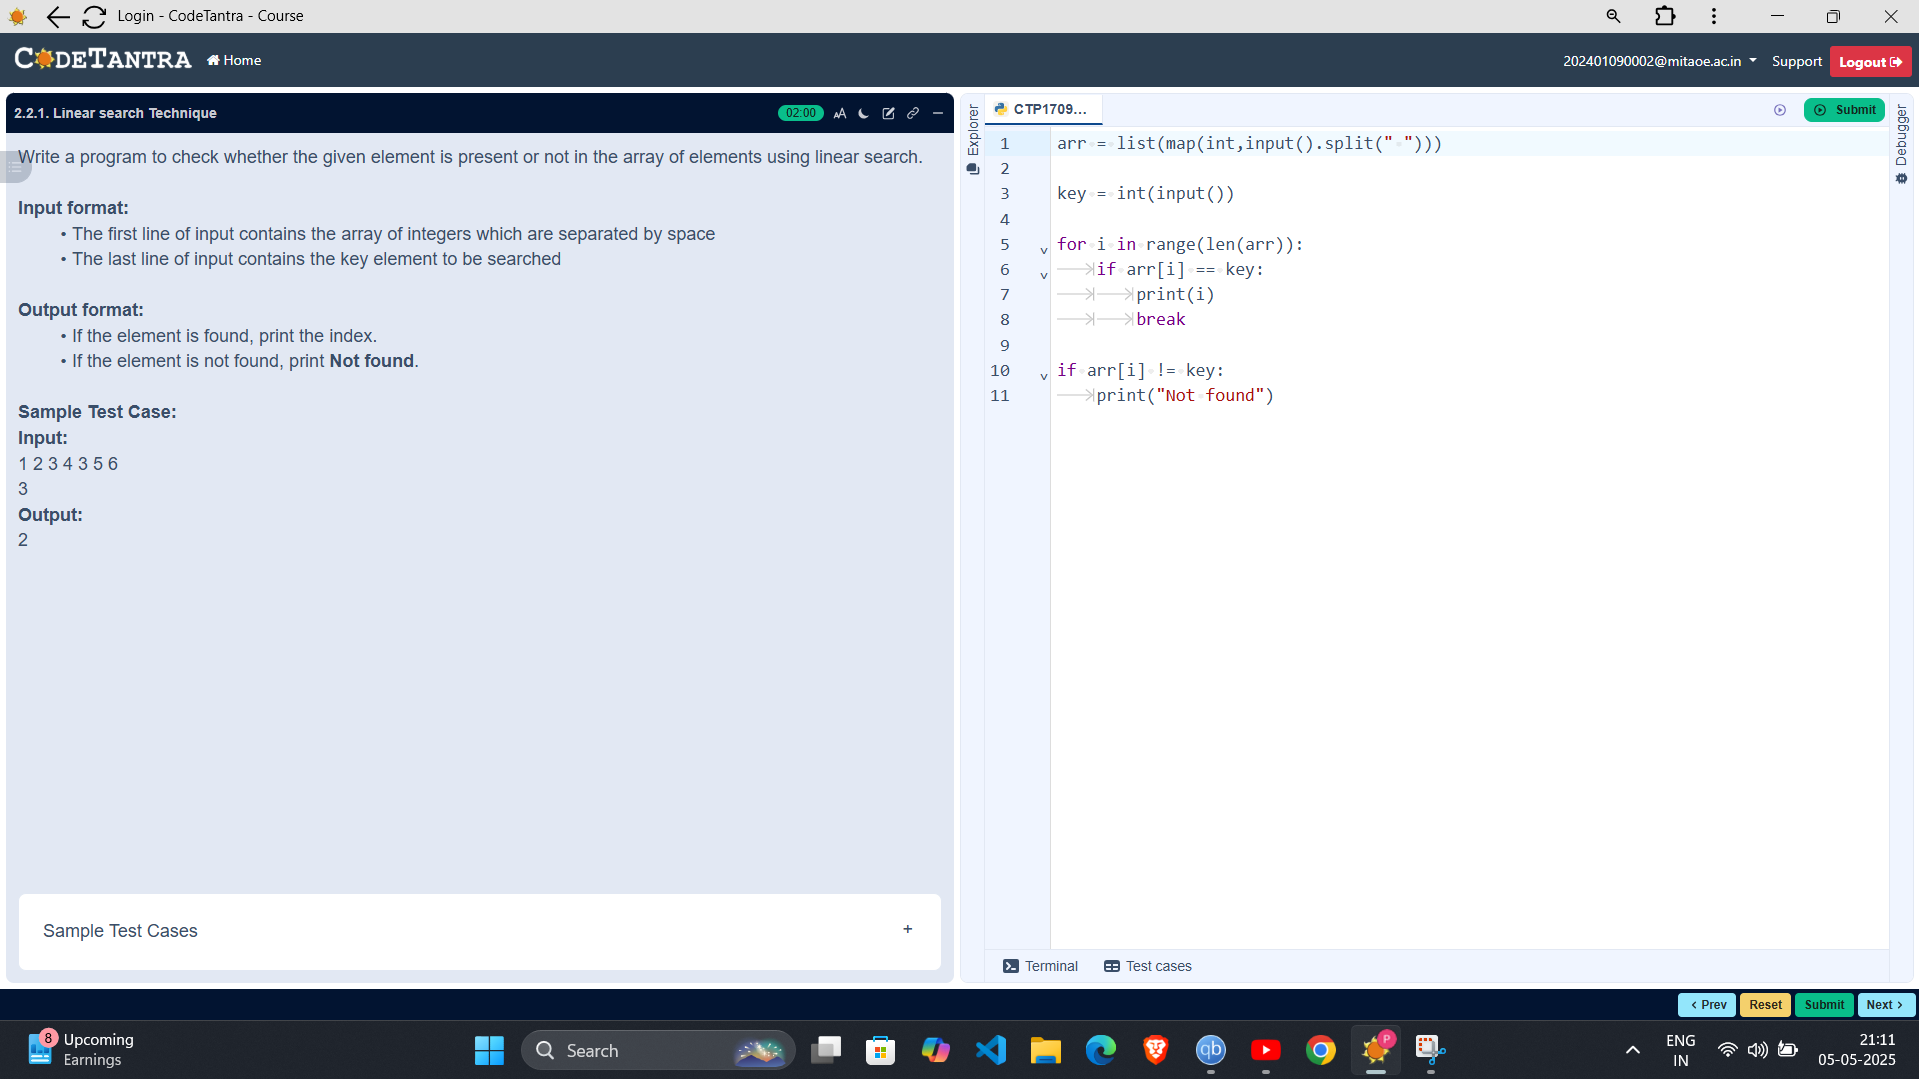 Login - CodeTantra - Course
CODETANTRA
Home
202401090002@mitaoe.ac.in
Support
Logout
2.2.1. Linear search Technique
02:00
AA
Write a program to check whether the given element is present or not in the array of elements using linear search.
Input format:
• The first line of input contains the array of integers which are separated by space
• The last line of input contains the key element to be searched
Output format:
• If the element is found, print the index.
• If the element is not found, print Not found.
Sample Test Case:
Input:
1 2 3 4 3 5 6
3
Output:
2
Sample Test Cases
+
Explorer
CTP1709...
Submit
Debugger
1 arr = list(map(int,input().split(" ")))
2
3 key = int(input())
4
5 for i in range(len(arr)):
6 if arr[i] == key:
7 print(i)
8 break
9
10 if arr[i] != key:
11 print("Not found")
Terminal
Test cases
< Prev
Reset
Submit
Next >
8
Upcoming
Earnings
Search
qb
P
ENG
IN
21:11
05-05-2025